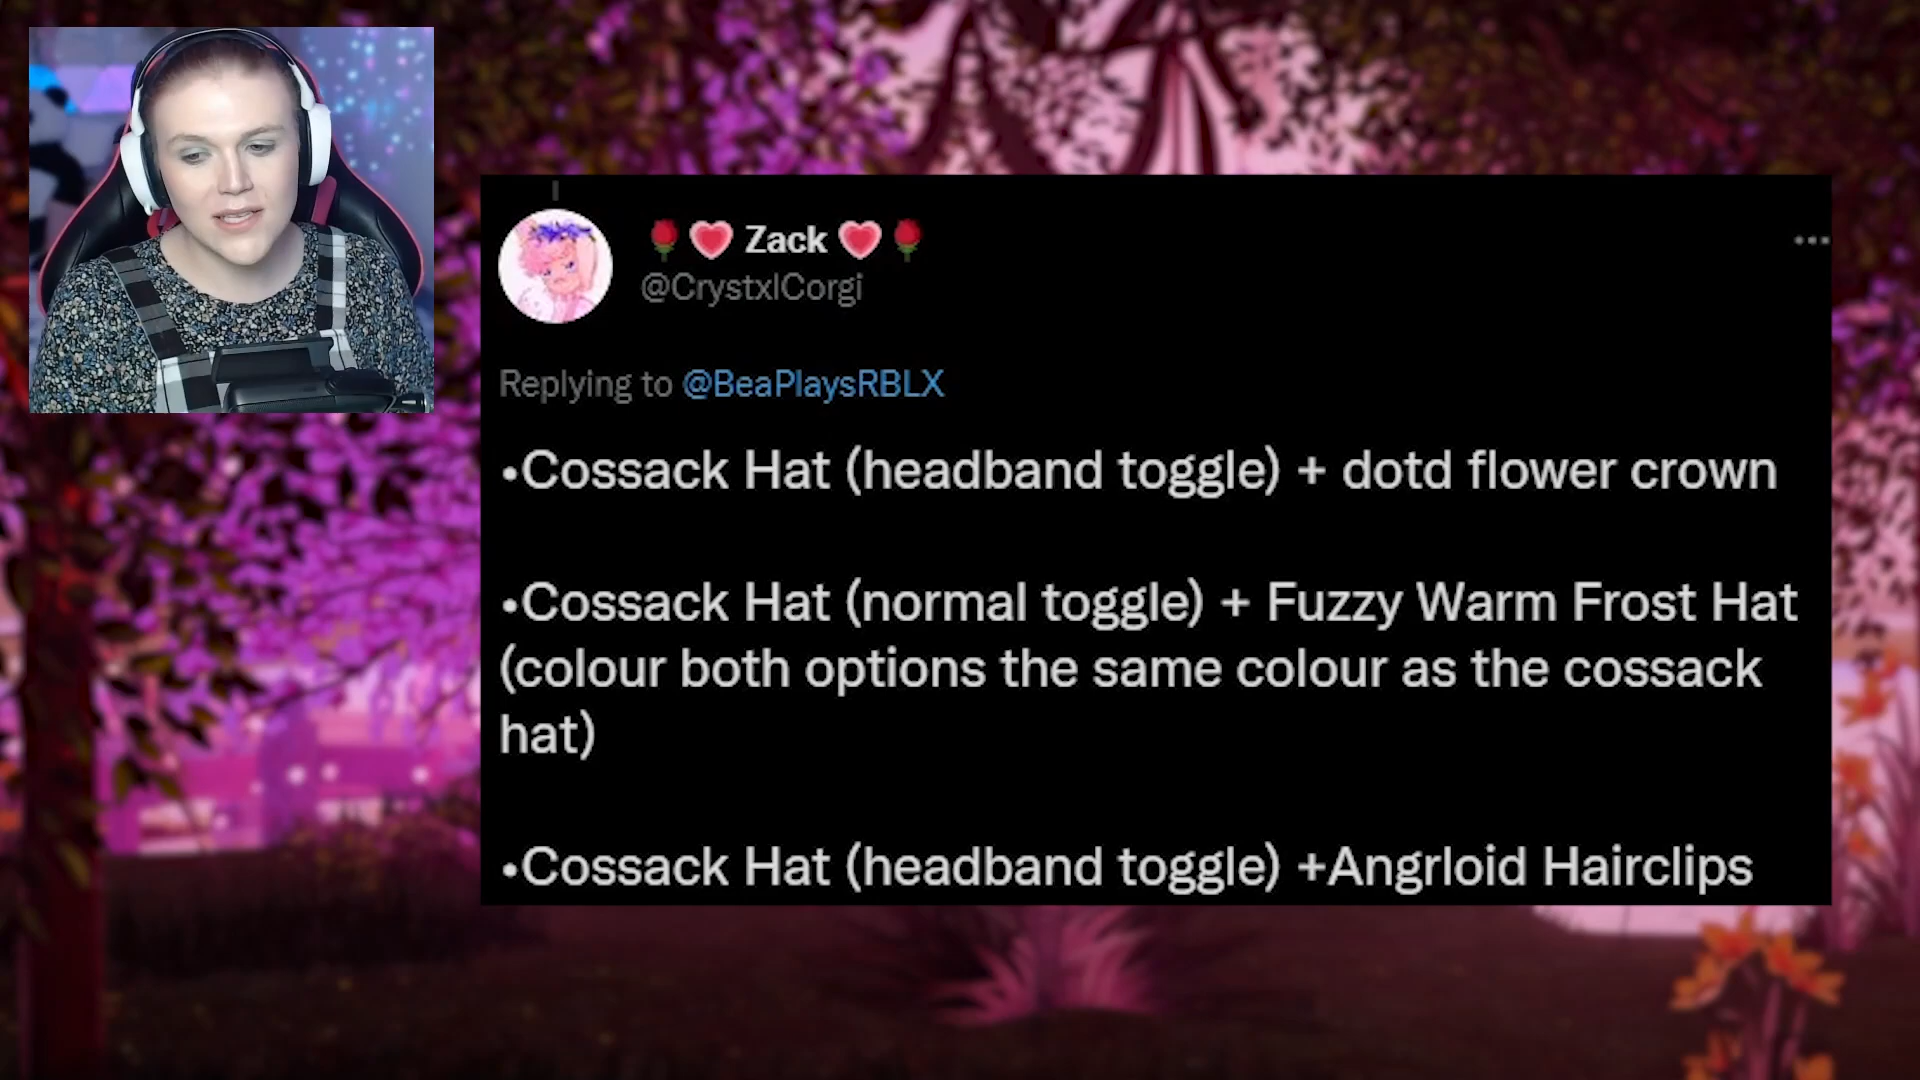 🌹💗 Zack 💗🌹
@CrystxlCorgi
Replying to @BeaPlaysRBLX
•Cossack Hat (headband toggle) + dotd flower crown
•Cossack Hat (normal toggle) + Fuzzy Warm Frost Hat
(colour both options the same colour as the cossack
hat)
•Cossack Hat (headband toggle) +Angrloid Hairclips